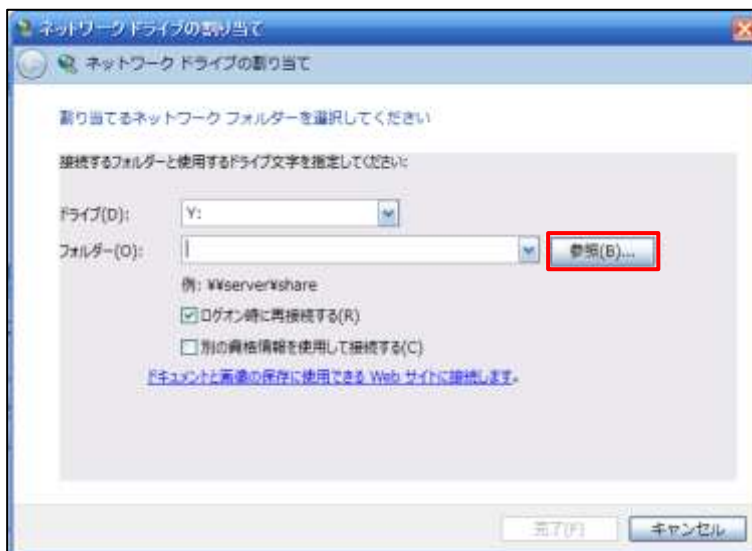 ネットワーク ドライブの割り当て
ネットワーク ドライブの割り当て
割り当てるネットワーク フォルダーを選択してください
接続するフォルダーと使用するドライブ文字を指定してください:
ドライブ(D): Y:
フォルダー(O): 参照(B)...
例: ¥¥server¥share
ログオン時に再接続する(R)
別の資格情報を使用して接続する(C)
ドキュメントと画像の保存に使用できる Web サイトに接続します。
完了(F) キャンセル